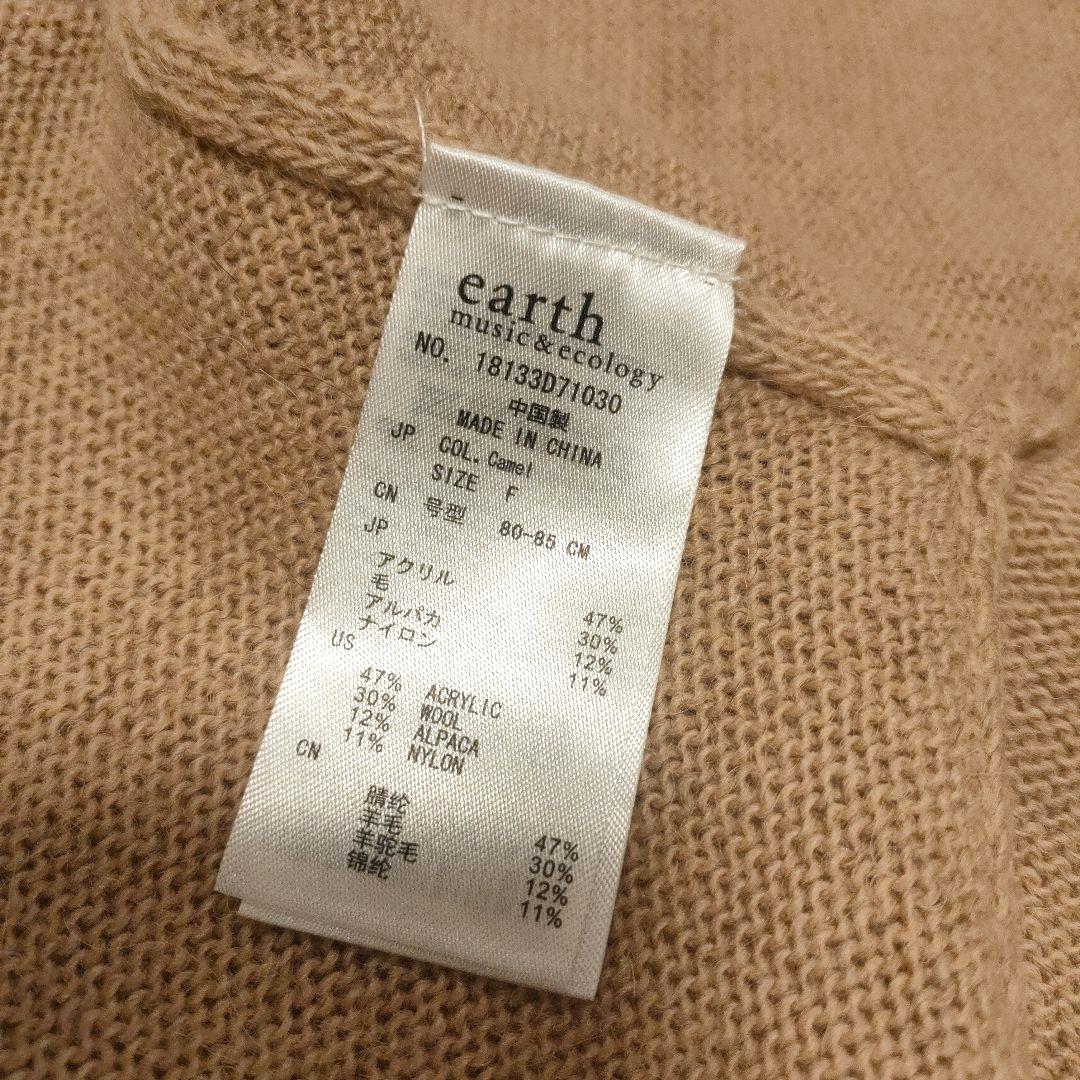 earth
music&ecology
NO. 18133D71030
中国製
MADE IN CHINA
JP COL. Camel
SIZE F
CN 号型 80-85 CM
JP
アクリル 47%
毛 30%
アルパカ 12%
ナイロン 11%
US
47% ACRYLIC
30% WOOL
12% ALPACA
11% NYLON
CN
腈纶 47%
羊毛 30%
羊驼毛 12%
锦纶 11%